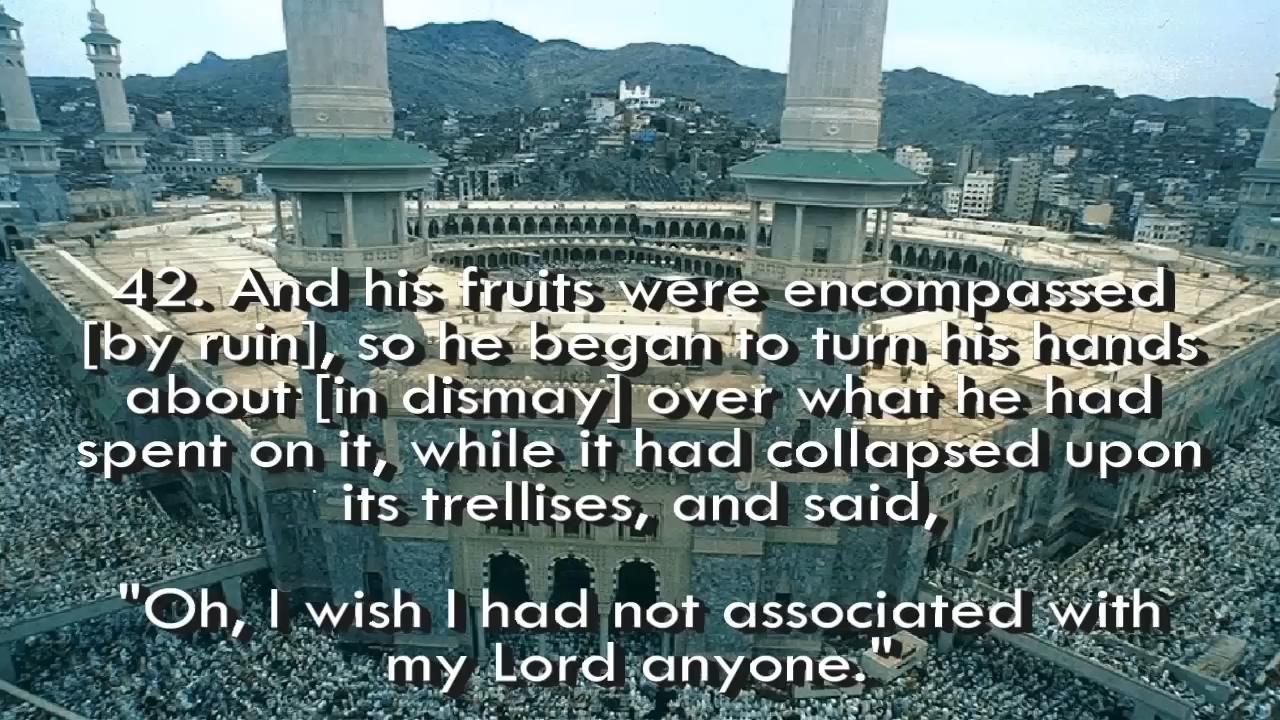 42. And his fruits were encompassed
[by ruin], so he began to turn his hands
about [in dismay] over what he had
spent on it, while it had collapsed upon
its trellises, and said,
"Oh, I wish I had not associated with
my Lord anyone."